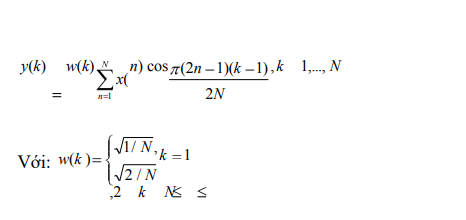 y(k) = w(k) ∑_{n=1}^{N} x(n) cos π(2n – 1)(k – 1) / 2N , k 1,..., N
Với: w(k) = { √1/ N , k = 1
√2 / N
,2 k N ≤ ≤